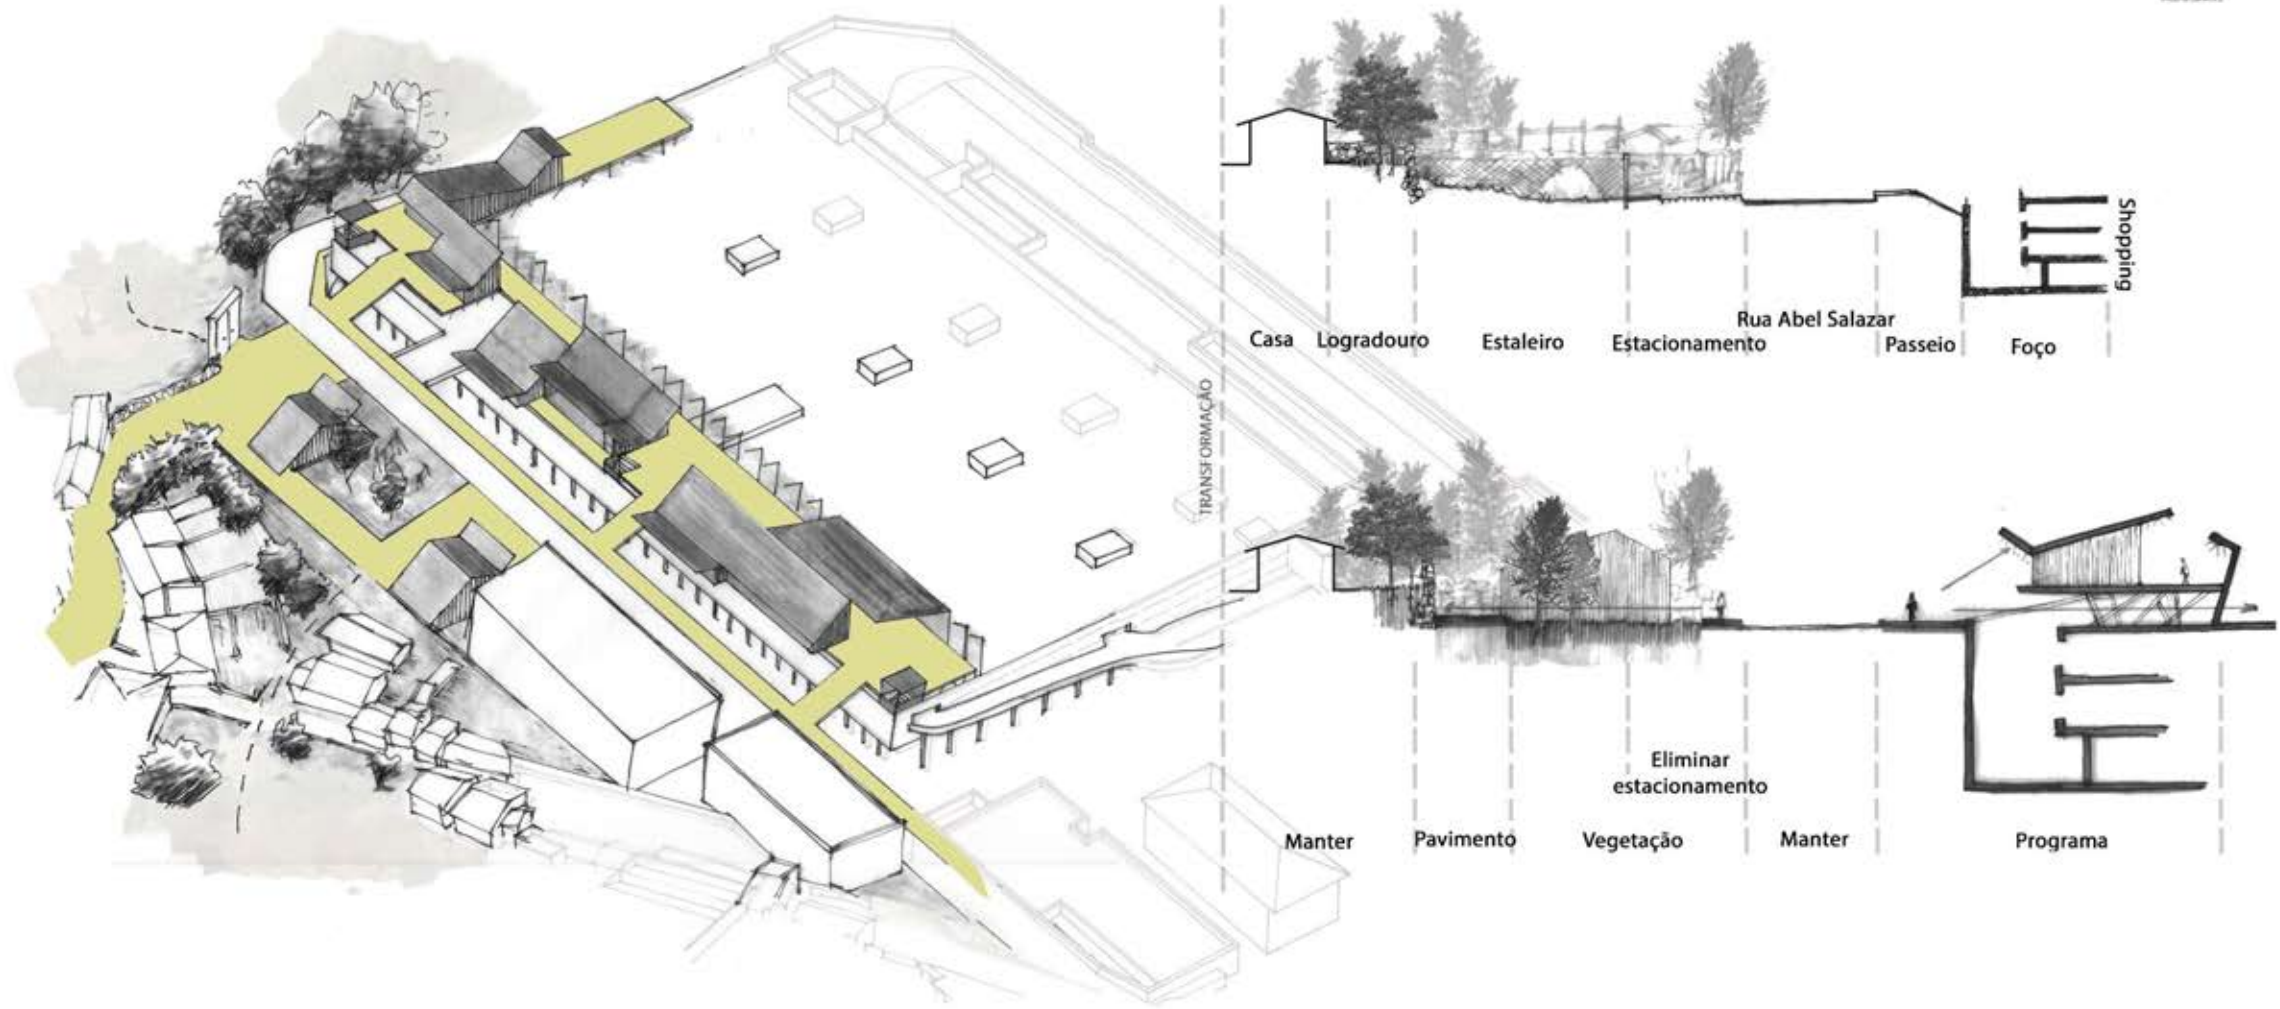 TRANSFORMAÇÃO
Shopping
Casa
Logradouro
Estaleiro
Estacionamento
Rua Abel Salazar
Passeio
Foço
Eliminar
estacionamento
Manter
Pavimento
Vegetação
Manter
Programa